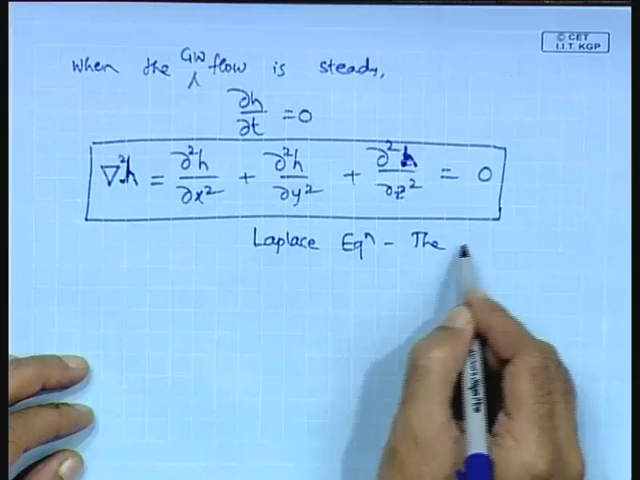 © CET
I.I.T. KGP
When the GW flow is steady,
∂h/∂t = 0
∇²h = ∂²h/∂x² + ∂²h/∂y² + ∂²h/∂z² = 0
Laplace Eqⁿ - The